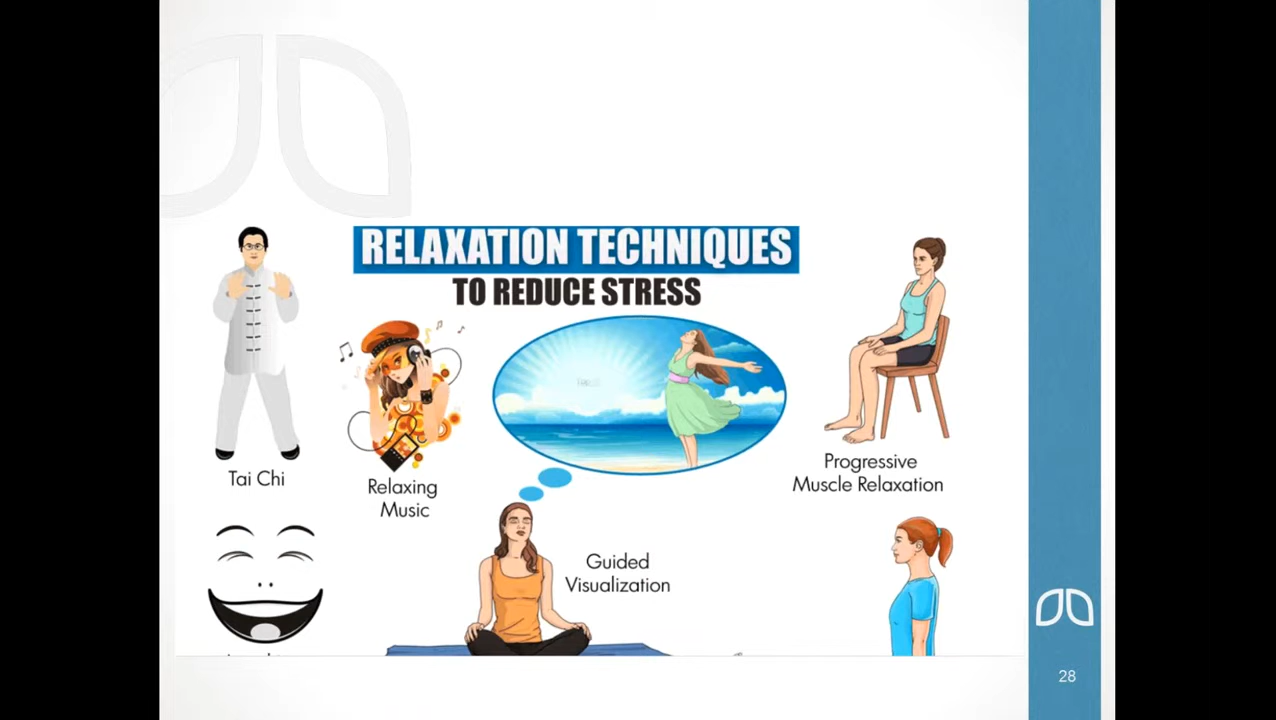 RELAXATION TECHNIQUES
TO REDUCE STRESS
Tai Chi
Relaxing
Music
Progressive
Muscle Relaxation
Guided
Visualization
28